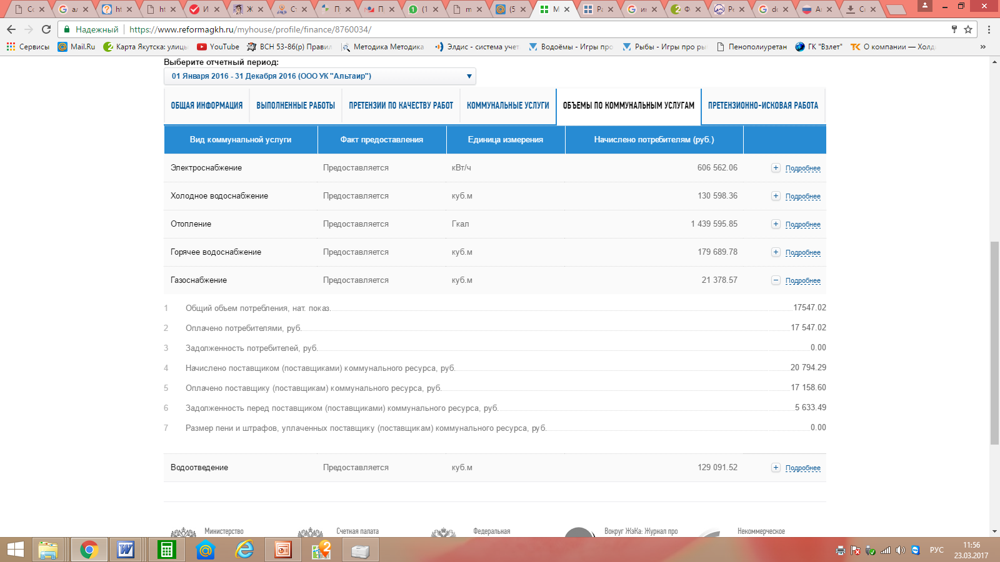 Надежный https://www.reformagkh.ru/myhouse/profile/finance/8760034/
Сервисы Mail.Ru Карта Якутска: улицы YouTube ВСН 53-86(р) Правил Методика Методика Элдис - система учет Водоёмы - Игры про Рыбы - Игры про ры Пенополиуретан ГК "Взлет" О компании — Холд »
Выберите отчетный период:
01 Января 2016 - 31 Декабря 2016 (ООО УК "Альтаир")
ОБЩАЯ ИНФОРМАЦИЯ ВЫПОЛНЕННЫЕ РАБОТЫ ПРЕТЕНЗИИ ПО КАЧЕСТВУ РАБОТ КОММУНАЛЬНЫЕ УСЛУГИ ОБЪЕМЫ ПО КОММУНАЛЬНЫМ УСЛУГАМ ПРЕТЕНЗИОННО-ИСКОВАЯ РАБОТА
Вид коммунальной услуги Факт предоставления Единица измерения Начислено потребителям (руб.)
Электроснабжение Предоставляется кВт/ч 606 562.06 Подробнее
Холодное водоснабжение Предоставляется куб.м 130 598.36 Подробнее
Отопление Предоставляется Гкал 1 439 595.85 Подробнее
Горячее водоснабжение Предоставляется куб.м 179 689.78 Подробнее
Газоснабжение Предоставляется куб.м 21 378.57 Подробнее
1 Общий объем потребления, нат. показ. 17547.02
2 Оплачено потребителями, руб. 17 547.02
3 Задолженность потребителей, руб. 0.00
4 Начислено поставщиком (поставщиками) коммунального ресурса, руб. 20 794.29
5 Оплачено поставщику (поставщикам) коммунального ресурса, руб. 17 158.60
6 Задолженность перед поставщиком (поставщиками) коммунального ресурса, руб. 5 633.49
7 Размер пени и штрафов, уплаченных поставщику (поставщикам) коммунального ресурса, руб. 0.00
Водоотведение Предоставляется куб.м 129 091.52 Подробнее
Министерство Счетная палата Федеральная Вокруг ЖэКа: Журнал про Некоммерческое
РУС 11:56
23.03.2017